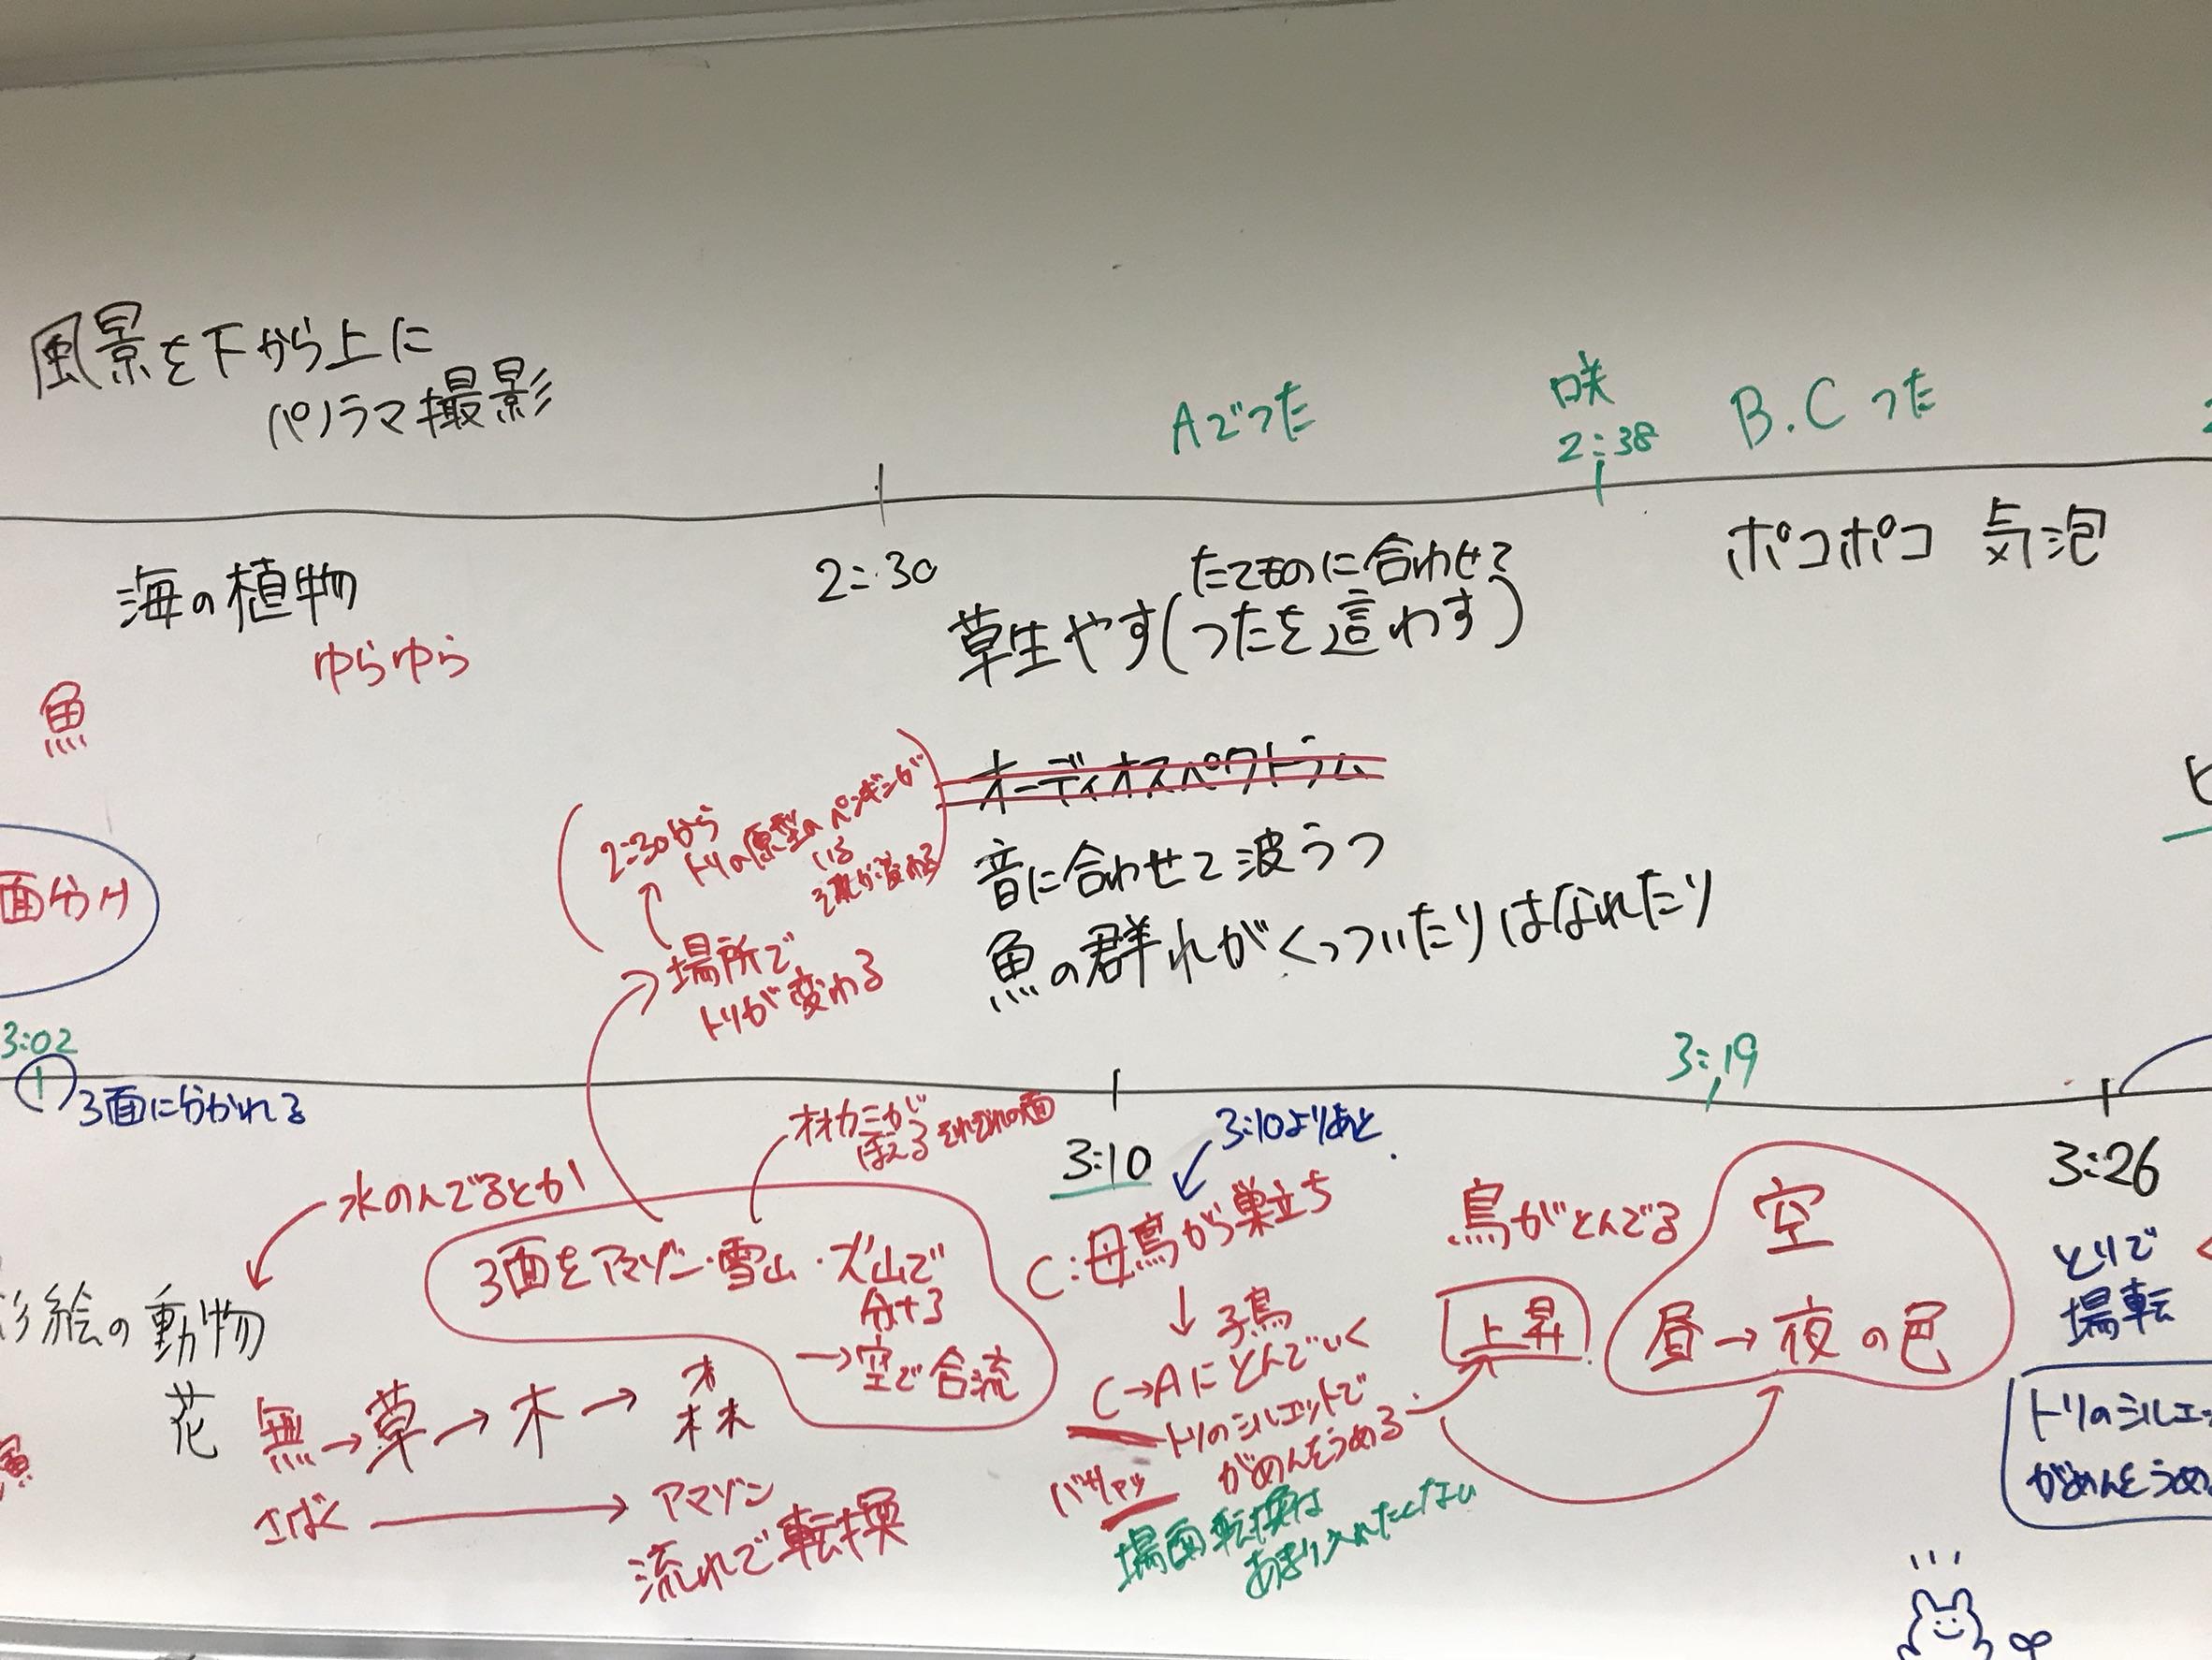 風景を下から上に
パノラマ撮影
Aでつた
咲
2:38
B.Cつた
海の植物
ゆらゆら
魚
2:30
たてものに合わせて
草生やす(つたを這わす)
ポコポコ 気泡
オーディオスペクトラム
音に合わせて波うつ
魚の群れがくっついたりはなれたり
2:30から
トリの原型のペンギンが
いる
場所で
トリが変わる
面分け
3:02
3面に分かれる
3:10
3:19
3:26
オオカミが
ほえる それぞれの面
水のんでるとか
3面をアマゾン・雪山・ズ山で
分ける
→空で合流
影絵の動物
花
無→草→木→森
さばく → アマゾン
流れで転換
3:10よりあと
C:母鳥が巣立ち
↓子鳥
C→Aにとんでいく
トリのシルエットで
がめんをうめる
バサァッ
場面転換は
あまり入れたくない
鳥がとんでる
上昇
空
昼→夜の色
とりで
場転
トリのシルエッ
がめんをうめ